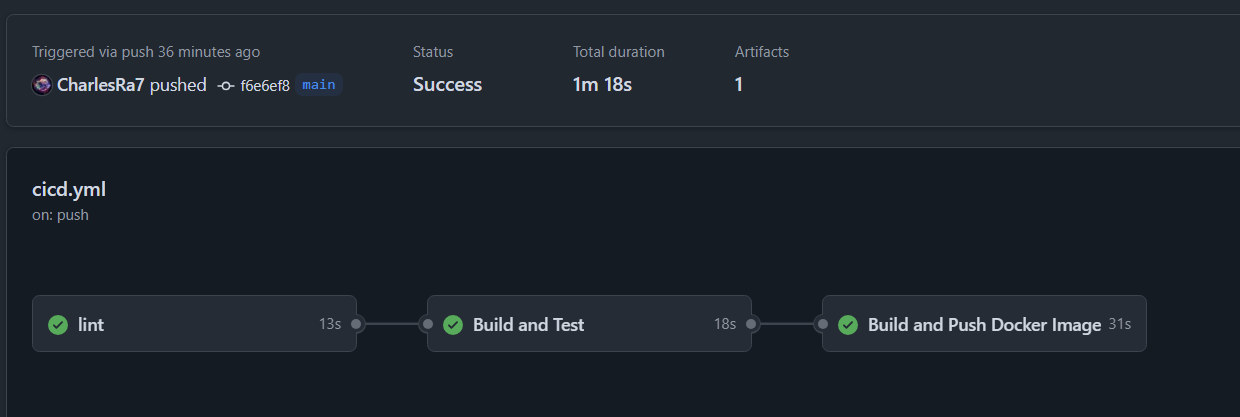 Triggered via push 36 minutes ago
CharlesRa7 pushed f6e6ef8 main
Status
Success
Total duration
1m 18s
Artifacts
1
cicd.yml
on: push
lint 13s
Build and Test 18s
Build and Push Docker Image 31s